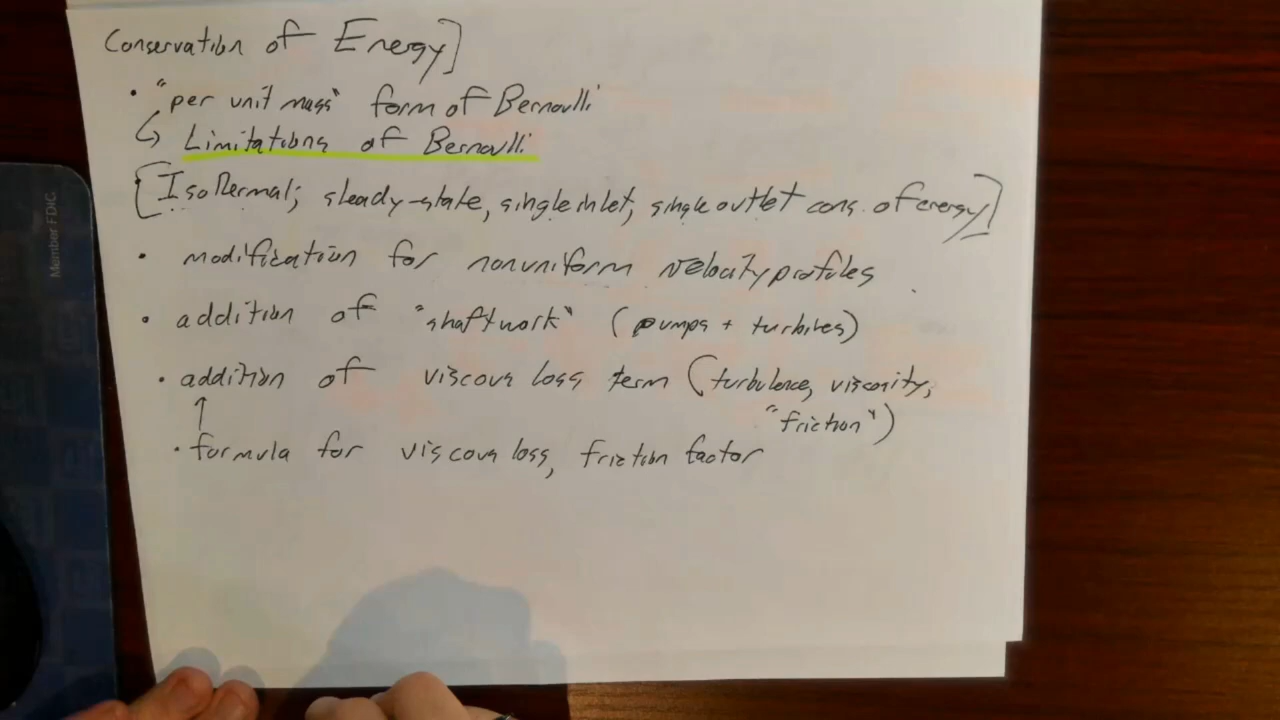 Conservation of Energy]
• "per unit mass" form of Bernoulli
↳ Limitations of Bernoulli
[Isothermal; steady-state, single inlet, single outlet cons. of energy]
• modification for nonuniform velocity profiles
• addition of "shaft work" (pumps + turbines)
• addition of viscous loss term (turbulence, viscosity,
"friction")
↑
• formula for viscous loss, friction factor
Member FDIC